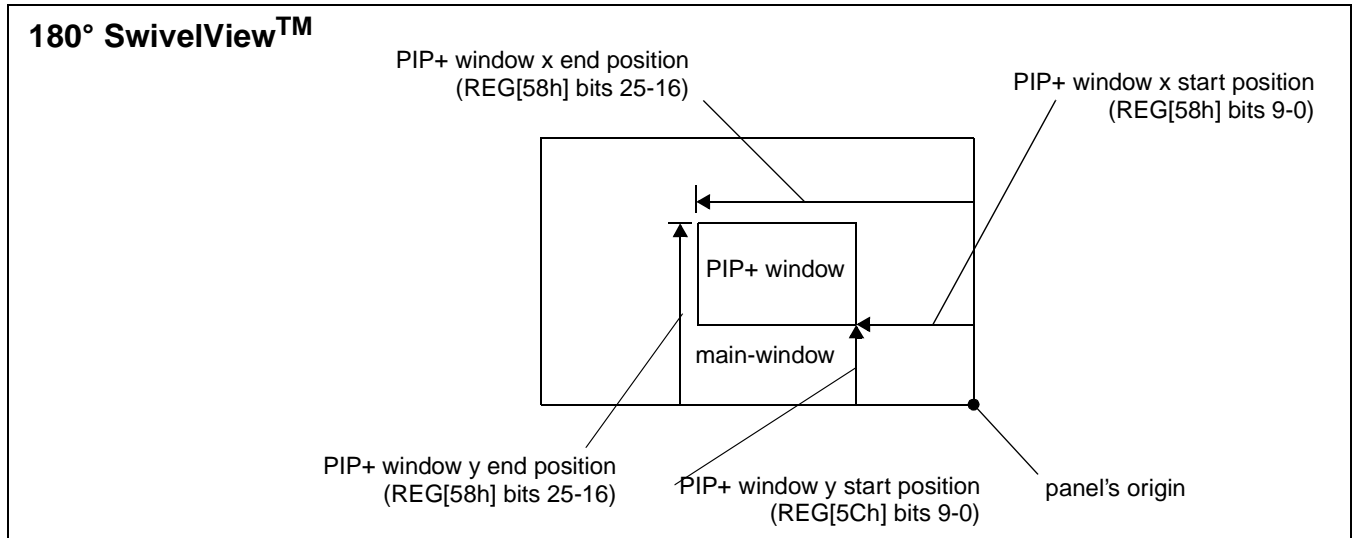 180° SwivelViewTM
PIP+ window x end position
(REG[58h] bits 25-16)
PIP+ window x start position
(REG[58h] bits 9-0)
PIP+ window
main-window
PIP+ window y end position
(REG[58h] bits 25-16)
PIP+ window y start position
(REG[5Ch] bits 9-0)
panel's origin